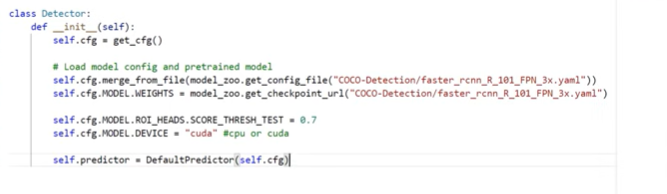 class Detector:
def __init__(self):
self.cfg = get_cfg()
# Load model config and pretrained model
self.cfg.merge_from_file(model_zoo.get_config_file("COCO-Detection/faster_rcnn_R_101_FPN_3x.yaml"))
self.cfg.MODEL.WEIGHTS = model_zoo.get_checkpoint_url("COCO-Detection/faster_rcnn_R_101_FPN_3x.yaml")
self.cfg.MODEL.ROI_HEADS.SCORE_THRESH_TEST = 0.7
self.cfg.MODEL.DEVICE = "cuda" #cpu or cuda
self.predictor = DefaultPredictor(self.cfg)